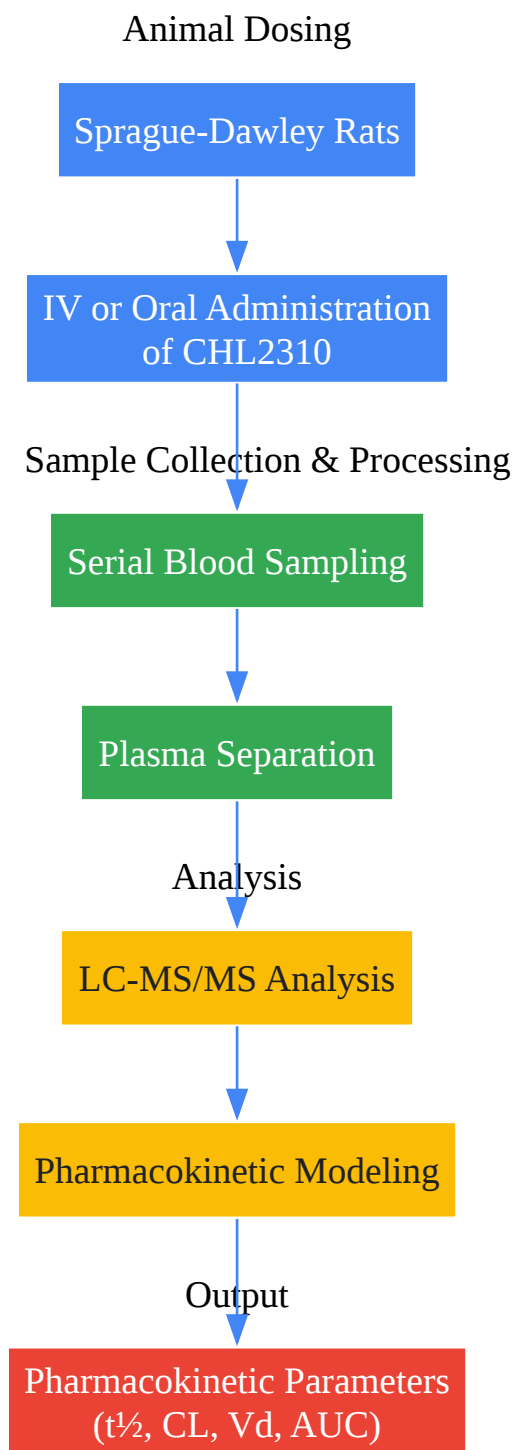 Animal Dosing
Sprague-Dawley Rats
IV or Oral Administration
of CHL2310
Sample Collection & Processing
Serial Blood Sampling
Plasma Separation
Analysis
LC-MS/MS Analysis
Pharmacokinetic Modeling
Output
Pharmacokinetic Parameters
(t½, CL, Vd, AUC)